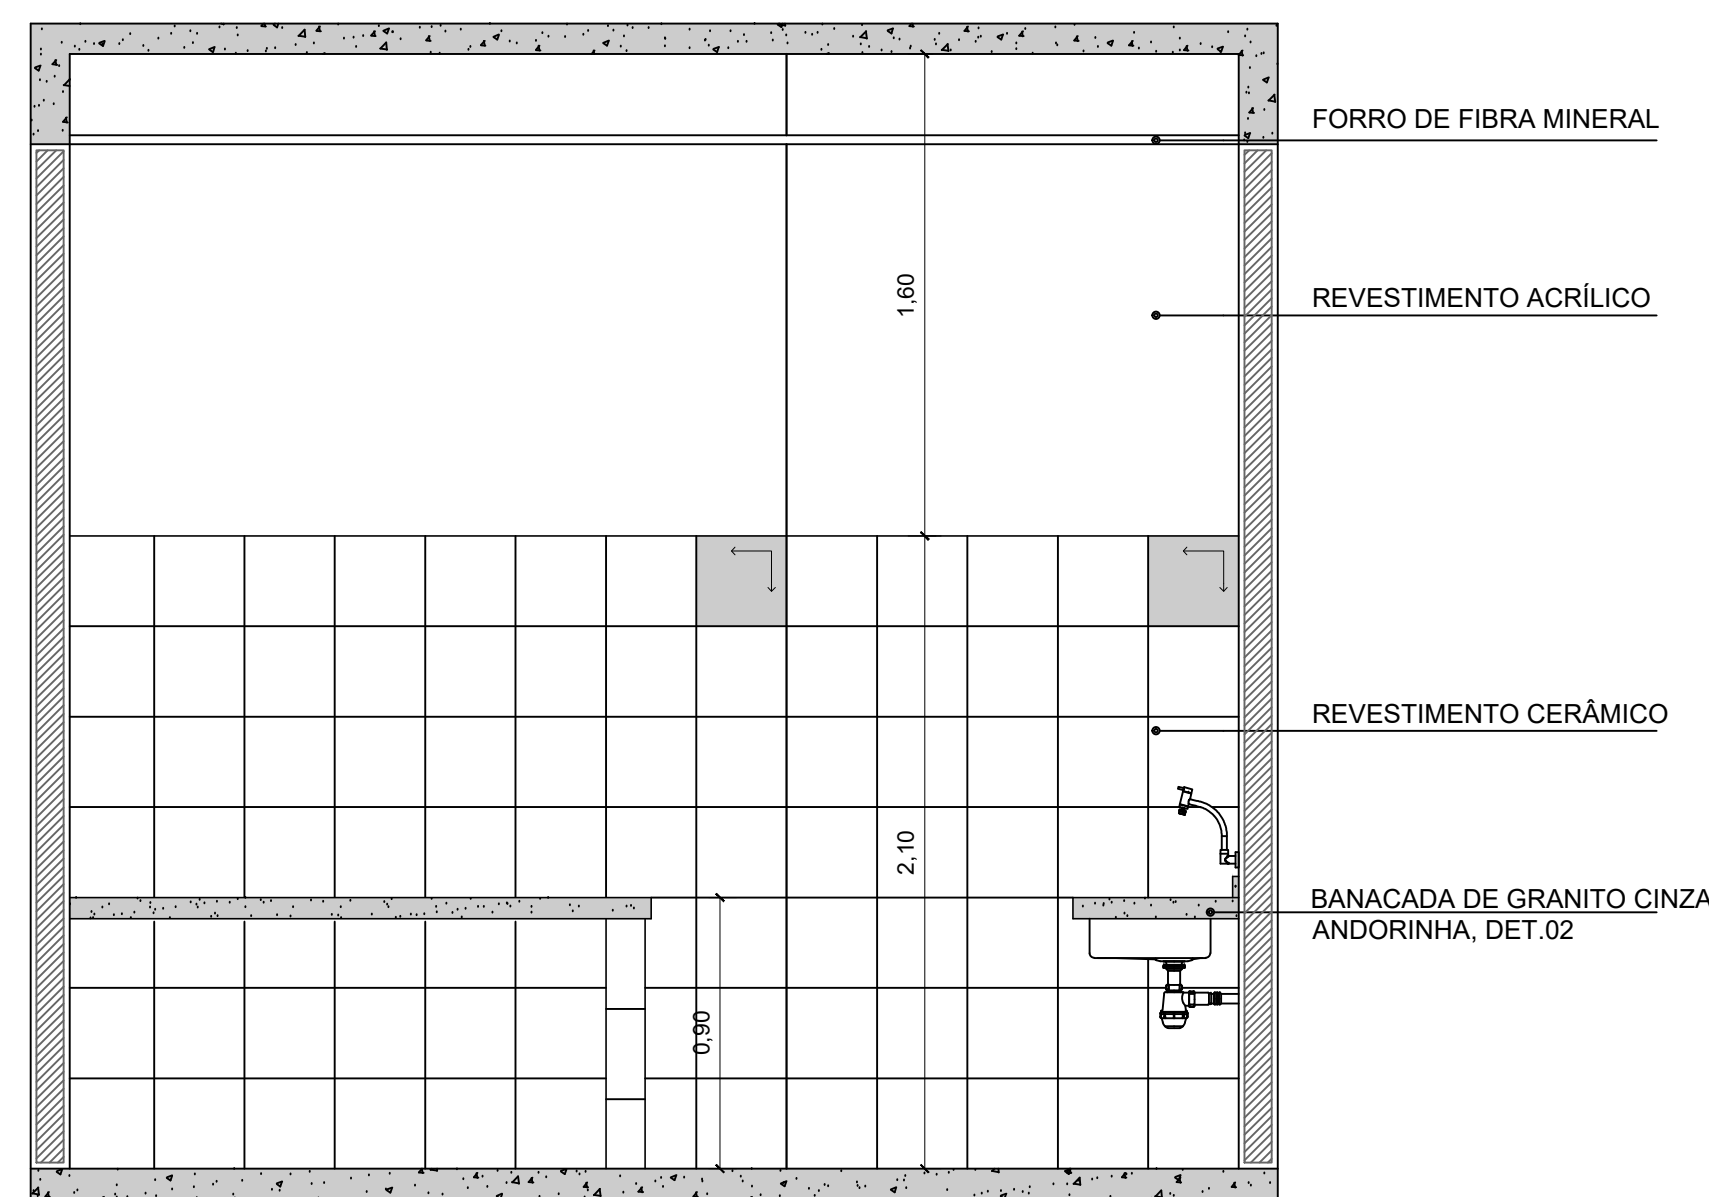 FORRO DE FIBRA MINERAL
1,60
REVESTIMENTO ACRÍLICO
REVESTIMENTO CERÂMICO
2,10
BANACADA DE GRANITO CINZA
ANDORINHA, DET.02
0,90